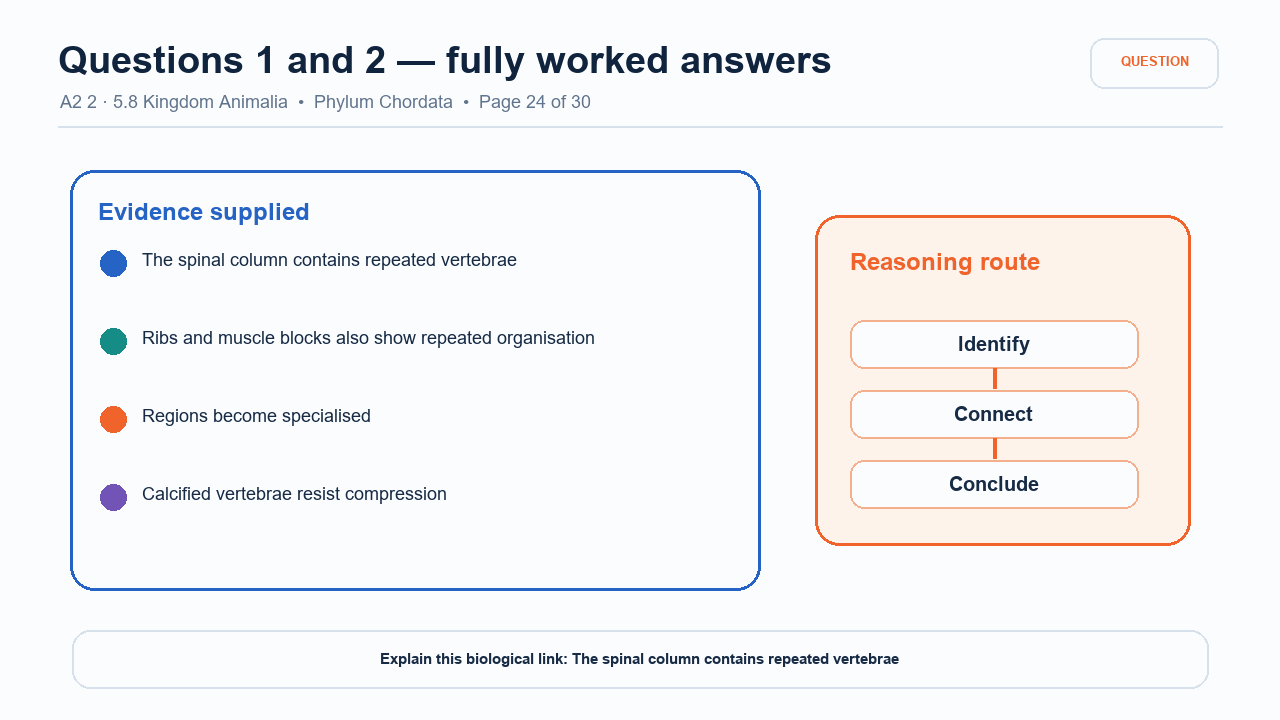 Questions 1 and 2 — fully worked answers
QUESTION
A2 2 · 5.8 Kingdom Animalia • Phylum Chordata • Page 24 of 30
Evidence supplied
The spinal column contains repeated vertebrae
Ribs and muscle blocks also show repeated organisation
Regions become specialised
Calcified vertebrae resist compression
Reasoning route
Identify
Connect
Conclude
Explain this biological link: The spinal column contains repeated vertebrae